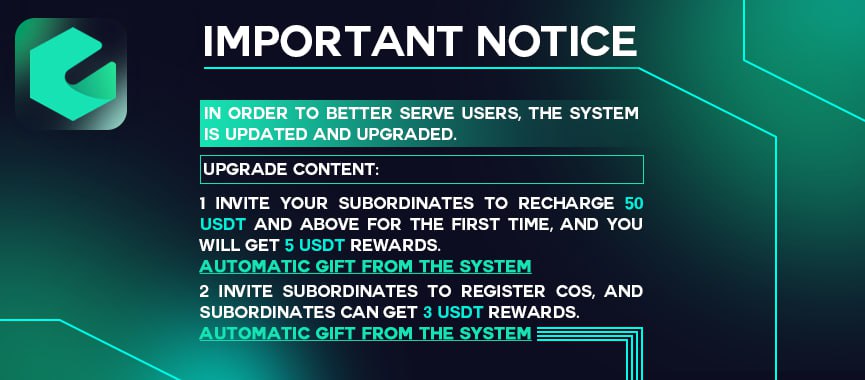 IMPORTANT NOTICE
IN ORDER TO BETTER SERVE USERS, THE SYSTEM
IS UPDATED AND UPGRADED.
UPGRADE CONTENT:
1 INVITE YOUR SUBORDINATES TO RECHARGE 50
USDT AND ABOVE FOR THE FIRST TIME, AND YOU
WILL GET 5 USDT REWARDS.
AUTOMATIC GIFT FROM THE SYSTEM
2 INVITE SUBORDINATES TO REGISTER COS, AND
SUBORDINATES CAN GET 3 USDT REWARDS.
AUTOMATIC GIFT FROM THE SYSTEM